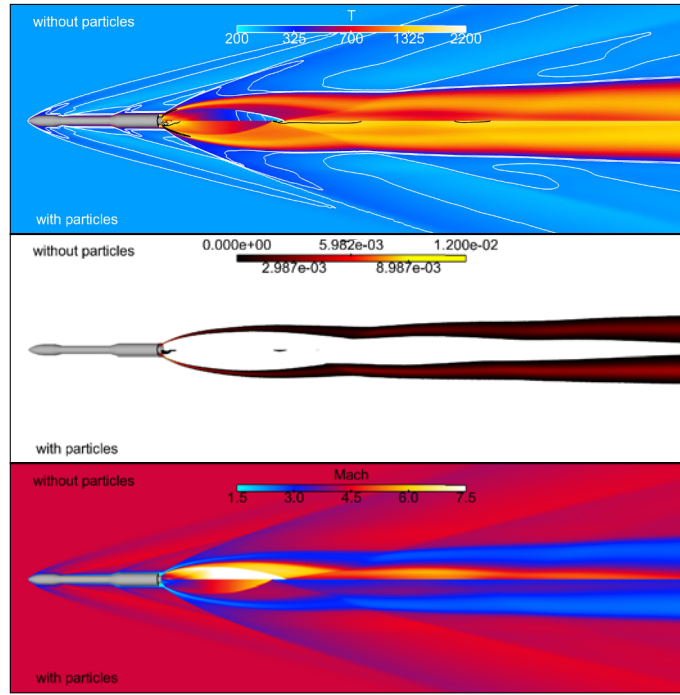 without particles
T
200 325 700 1325 2200
with particles
without particles
0.000e+00 5.982e-03 1.200e-02
2.987e-03 8.987e-03
with particles
without particles
Mach
1.5 3.0 4.5 6.0 7.5
with particles